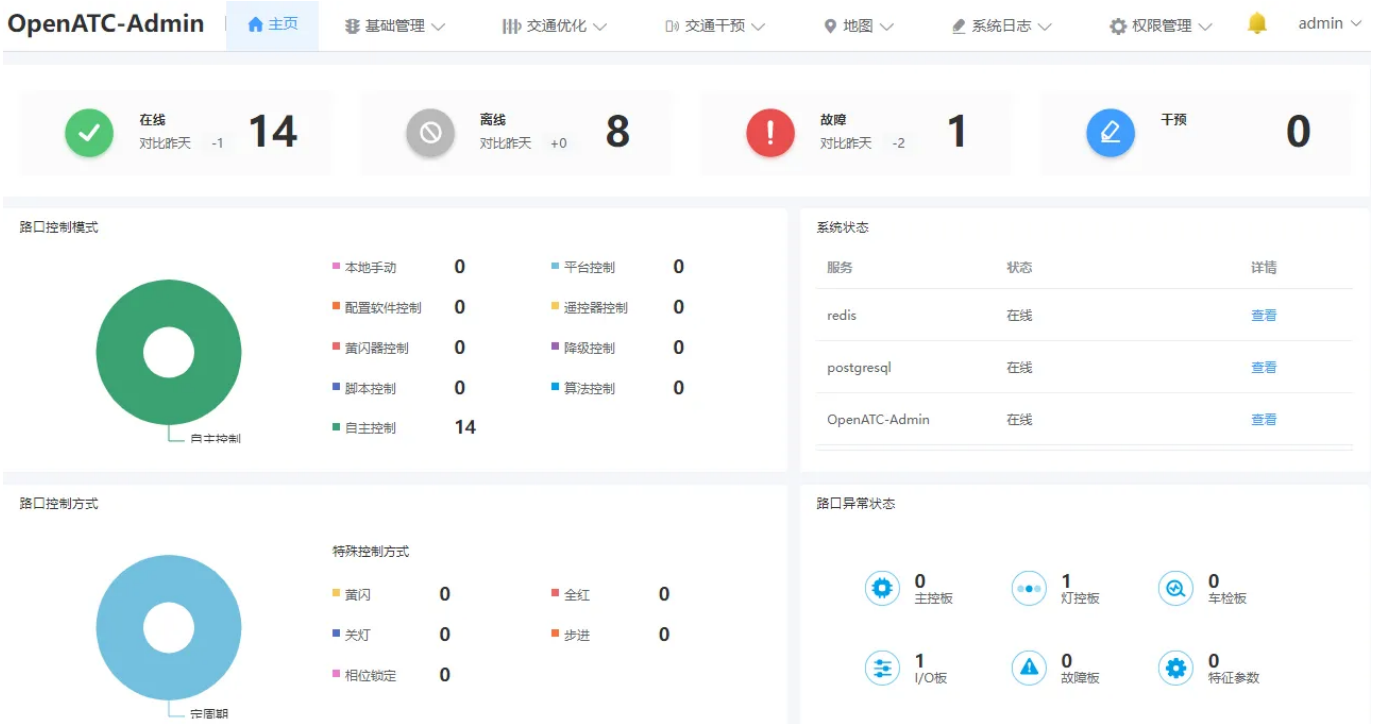 OpenATC-Admin 主页 基础管理 交通优化 交通干预 地图 系统日志 权限管理 admin
在线 对比昨天 -1 14
离线 对比昨天 +0 8
故障 对比昨天 -2 1
干预 0
路口控制模式
本地手动 0 平台控制 0
配置软件控制 0 遥控器控制 0
黄闪器控制 0 降级控制 0
脚本控制 0 算法控制 0
自主控制 14
自主控制
系统状态
服务 状态 详情
redis 在线 查看
postgresql 在线 查看
OpenATC-Admin 在线 查看
路口控制方式
特殊控制方式
黄闪 0 全红 0
关灯 0 步进 0
相位锁定 0
定周期
路口异常状态
0 主控板
1 灯控板
0 车检板
1 I/O板
0 故障板
0 特征参数